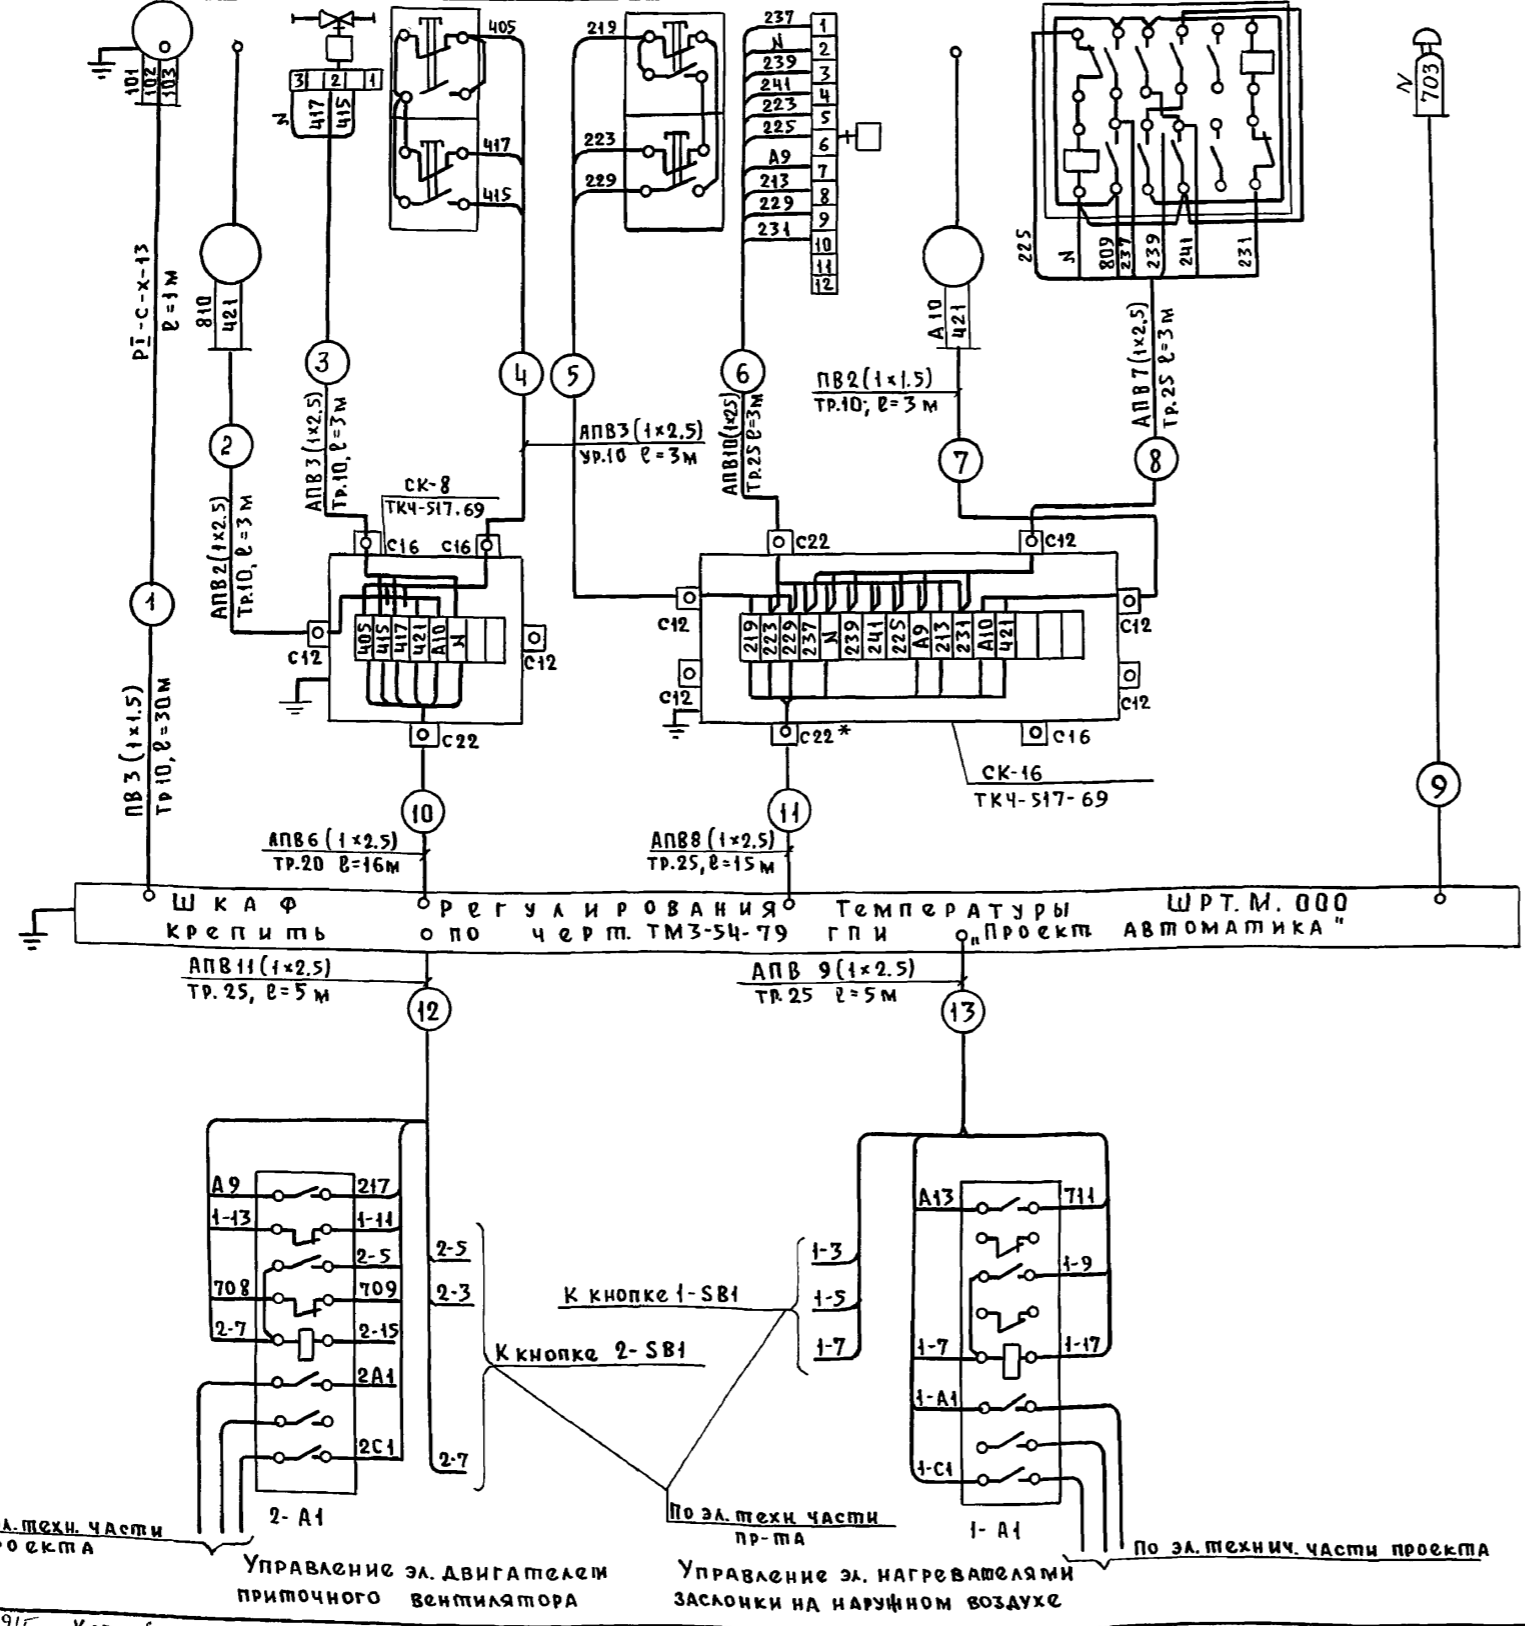 405
219
237
N
239
241
223
225
A9
213
229
231
1
2
3
4
5
6
7
8
9
10
11
12
101
102
103
3 2 1
N
417
415
417
415
223
229
N
703
225
N
809
237
239
241
231
810
421
А10
421
РI-С-Х-13
ℓ=1м
3
4
5
6
ПВ2(1×1.5)
ТР.10; ℓ=3м
АПВ7(1×2,5)
ТР.25 ℓ=3м
2
АПВ3(1×2,5)
Тр.10, ℓ=3м
АПВ3(1×2,5)
УР.10 ℓ=3м
АПВ10(1×25)
ТР.25 ℓ=3м
7
8
СК-8
ТК4-517.69
АПВ2(1×2.5)
ТР.10, ℓ=3м
С16
С16
С22
С12
1
405
415
417
421
А10
N
С12
С12
219
223
229
237
N
239
241
225
А9
213
231
А10
421
С12
С12
С12
С12
ПВ3(1×1.5)
Тр10, ℓ=30м
С22
С22*
С16
СК-16
ТК4-517-69
9
10
11
АПВ6(1×2.5)
ТР.20 ℓ=16м
АПВ8(1×2,5)
ТР.25, ℓ=15м
ШКАФ РЕГУЛИРОВАНИЯ ТЕМПЕРАТУРЫ ШРТ.М.000
КРЕПИТЬ ПО ЧЕРТ. ТМ3-54-79 ГПИ „ПРОЕКТ АВТОМАТИКА"
АПВ11(1×2,5)
ТР.25, ℓ=5м
АПВ 9(1×2.5)
ТР.25 ℓ=5м
12
13
А9
217
1-13
1-11
2-5
708
709
2-7
2-15
2А1
2С1
2-5
2-3
2-7
К кнопке 2-SB1
К кнопке 1-SB1
1-3
1-5
1-7
А13
711
1-9
1-7
1-17
1-А1
1-С1
2-А1
1-А1
л.техн. части
роекта
По эл.техн части
пр-та
По эл.технич.части проекта
Управление эл.двигателем
приточного вентилятора
Управление эл.нагревателями
заслонки на наружном воздухе